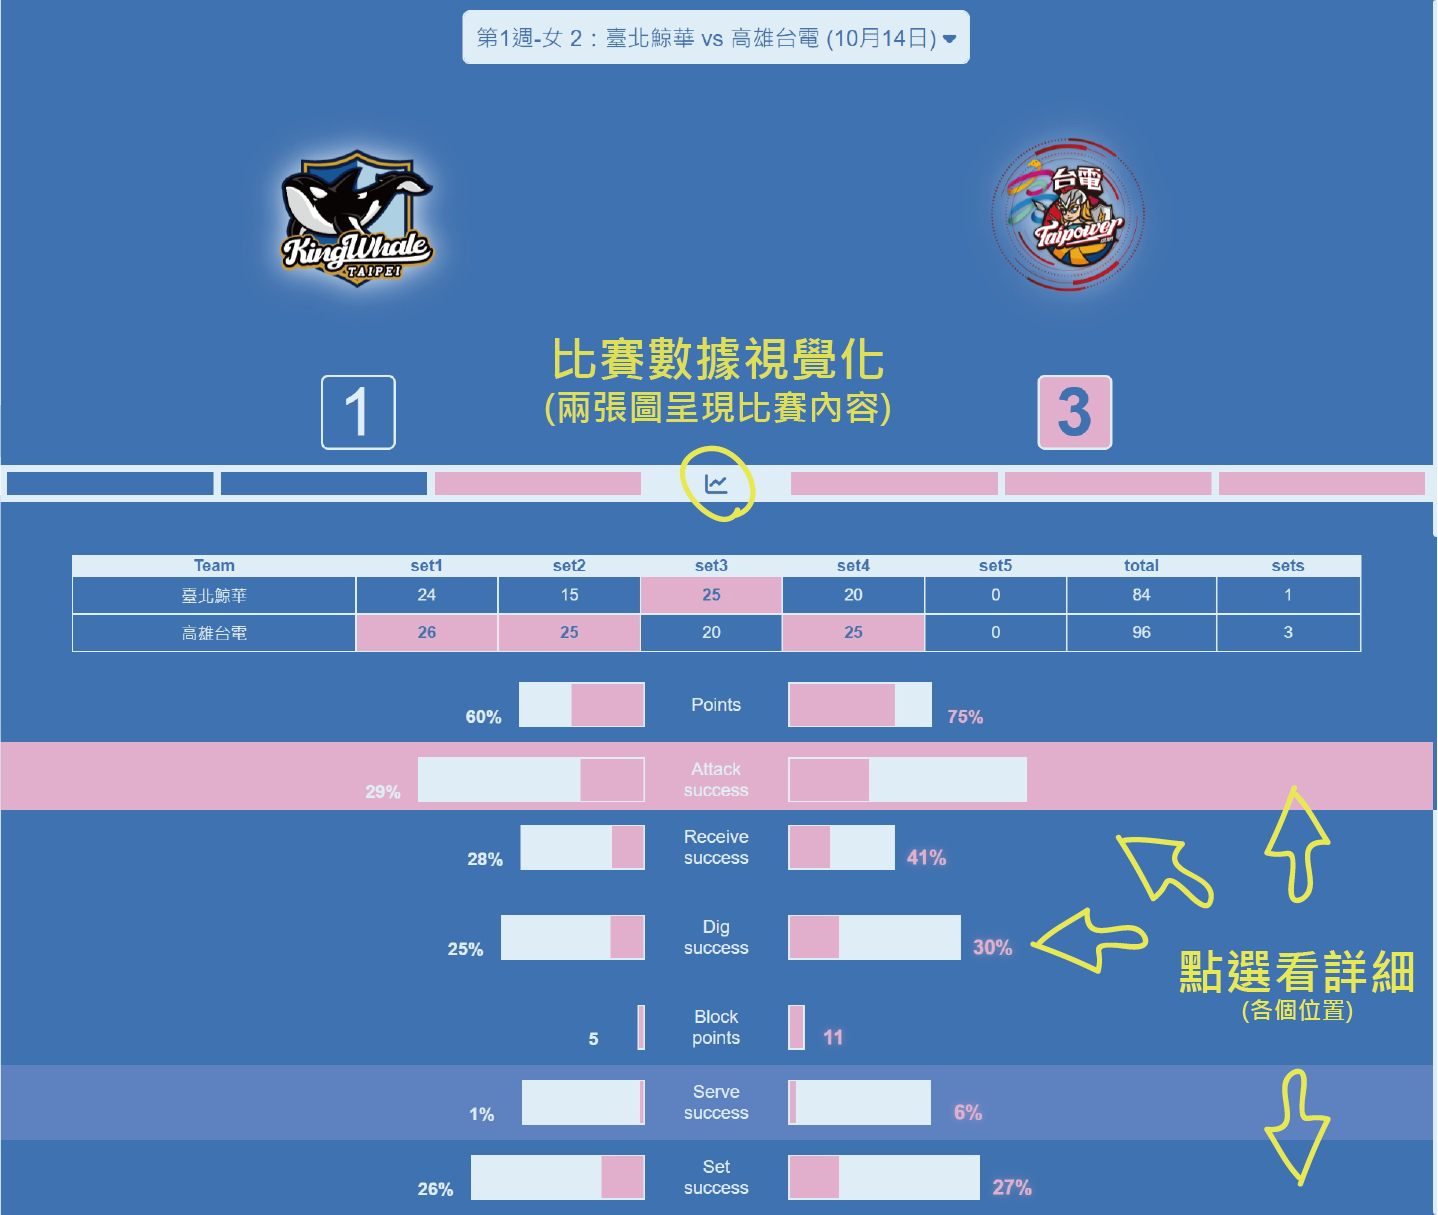 第1週-女 2：臺北鯨華 vs 高雄台電 (10月14日)
KingWhale
TAIPEI
台電
Taipower
比賽數據視覺化
(兩張圖呈現比賽內容)
1
3
Team set1 set2 set3 set4 set5 total sets
臺北鯨華 24 15 25 20 0 84 1
高雄台電 26 25 20 25 0 96 3
60% Points 75%
Attack
success
29%
Receive
success
28% 41%
Dig
success
25% 30%
點選看詳細
(各個位置)
Block
points
5 11
Serve
success
1% 6%
Set
success
26% 27%